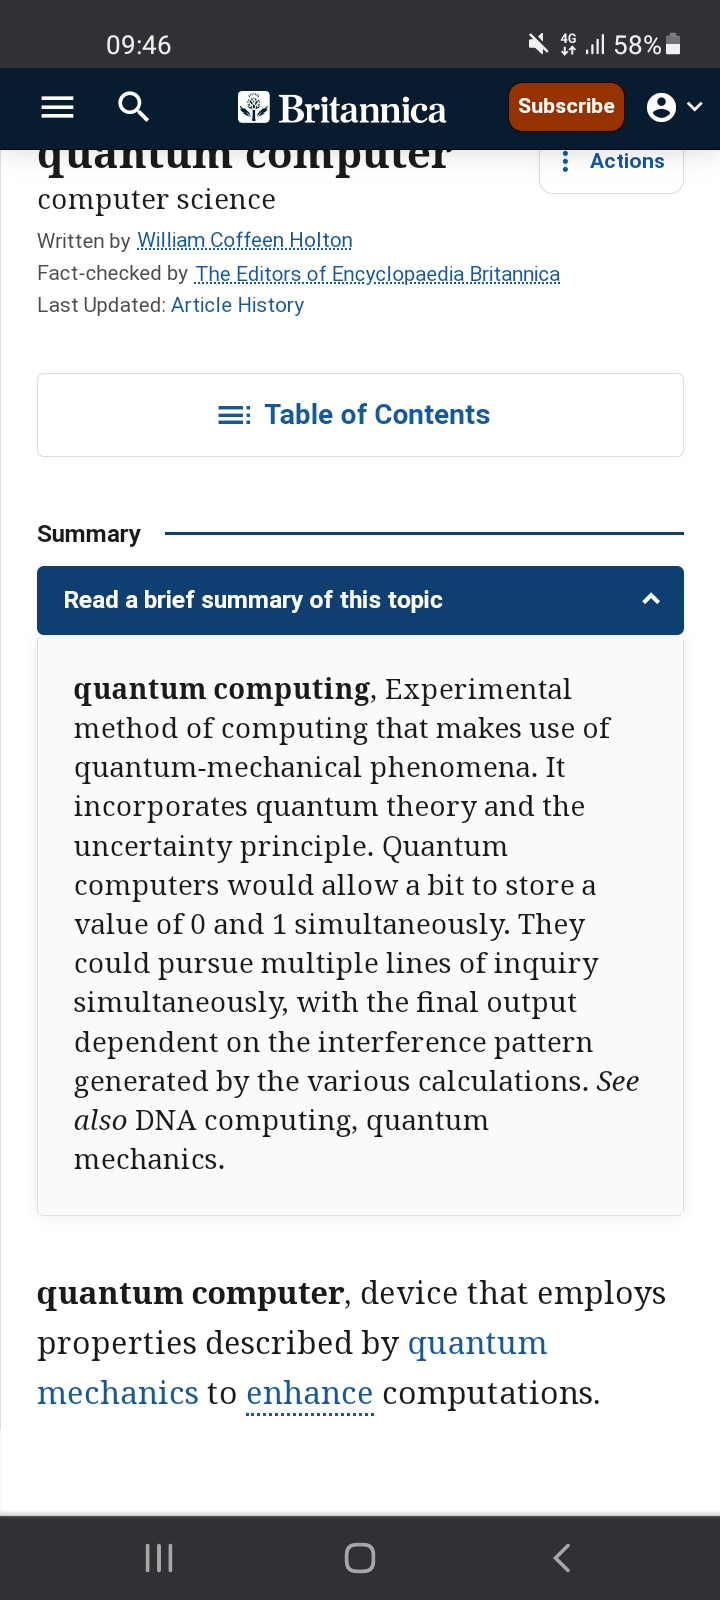 09:46
4G
58%
Britannica
Subscribe
quantum computer
Actions
computer science
Written by William Coffeen Holton
Fact-checked by The Editors of Encyclopaedia Britannica
Last Updated: Article History
Table of Contents
Summary
Read a brief summary of this topic
quantum computing, Experimental
method of computing that makes use of
quantum-mechanical phenomena. It
incorporates quantum theory and the
uncertainty principle. Quantum
computers would allow a bit to store a
value of 0 and 1 simultaneously. They
could pursue multiple lines of inquiry
simultaneously, with the final output
dependent on the interference pattern
generated by the various calculations. See
also DNA computing, quantum
mechanics.
quantum computer, device that employs
properties described by quantum
mechanics to enhance computations.